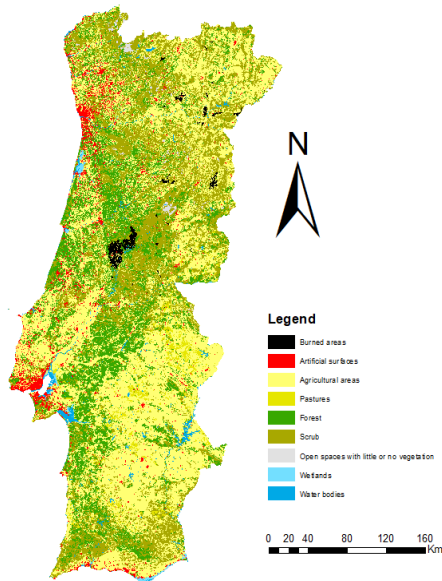 N
Legend
Burned areas
Artificial surfaces
Agricultural areas
Pastures
Forest
Scrub
Open spaces with little or no vegetation
Wetlands
Water bodies
0 20 40 80 120 160
Km